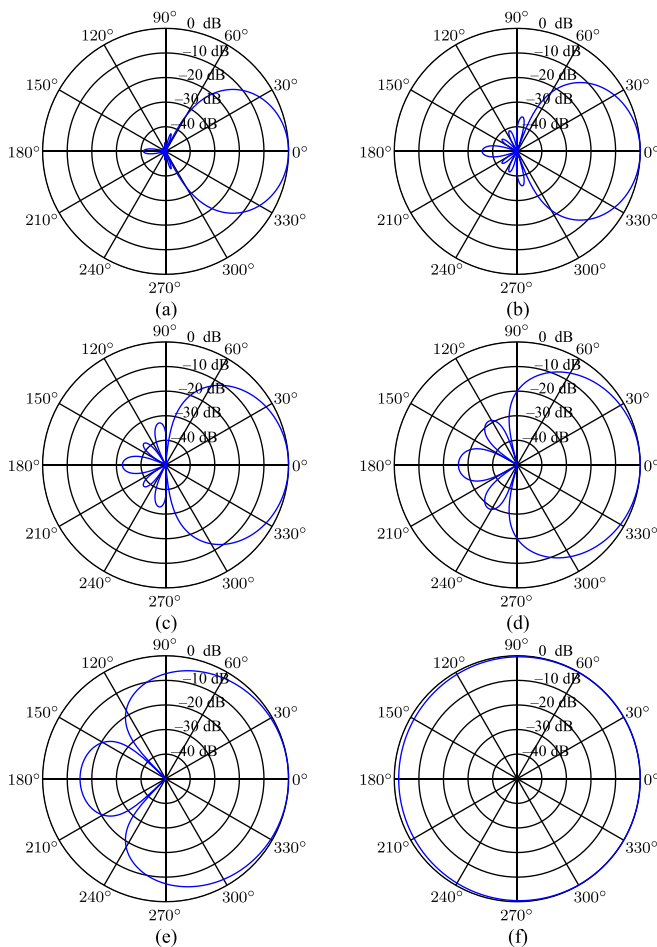 90° 0 dB 90° 0 dB
120° 60° 120° 60°
–10 dB –10 dB
150° –20 dB 30° 150° –20 dB 30°
–30 dB –30 dB
–40 dB –40 dB
180° 0° 180° 0°
210° 330° 210° 330°
240° 300° 240° 300°
270° 270°
(a) (b)
90° 0 dB 90° 0 dB
120° 60° 120° 60°
–10 dB –10 dB
150° –20 dB 30° 150° –20 dB 30°
–30 dB –30 dB
–40 dB –40 dB
180° 0° 180° 0°
210° 330° 210° 330°
240° 300° 240° 300°
270° 270°
(c) (d)
90° 0 dB 90° 0 dB
120° 60° 120° 60°
–10 dB –10 dB
150° –20 dB 30° 150° –20 dB 30°
–30 dB –30 dB
–40 dB –40 dB
180° 0° 180° 0°
210° 330° 210° 330°
240° 300° 240° 300°
270° 270°
(e) (f)